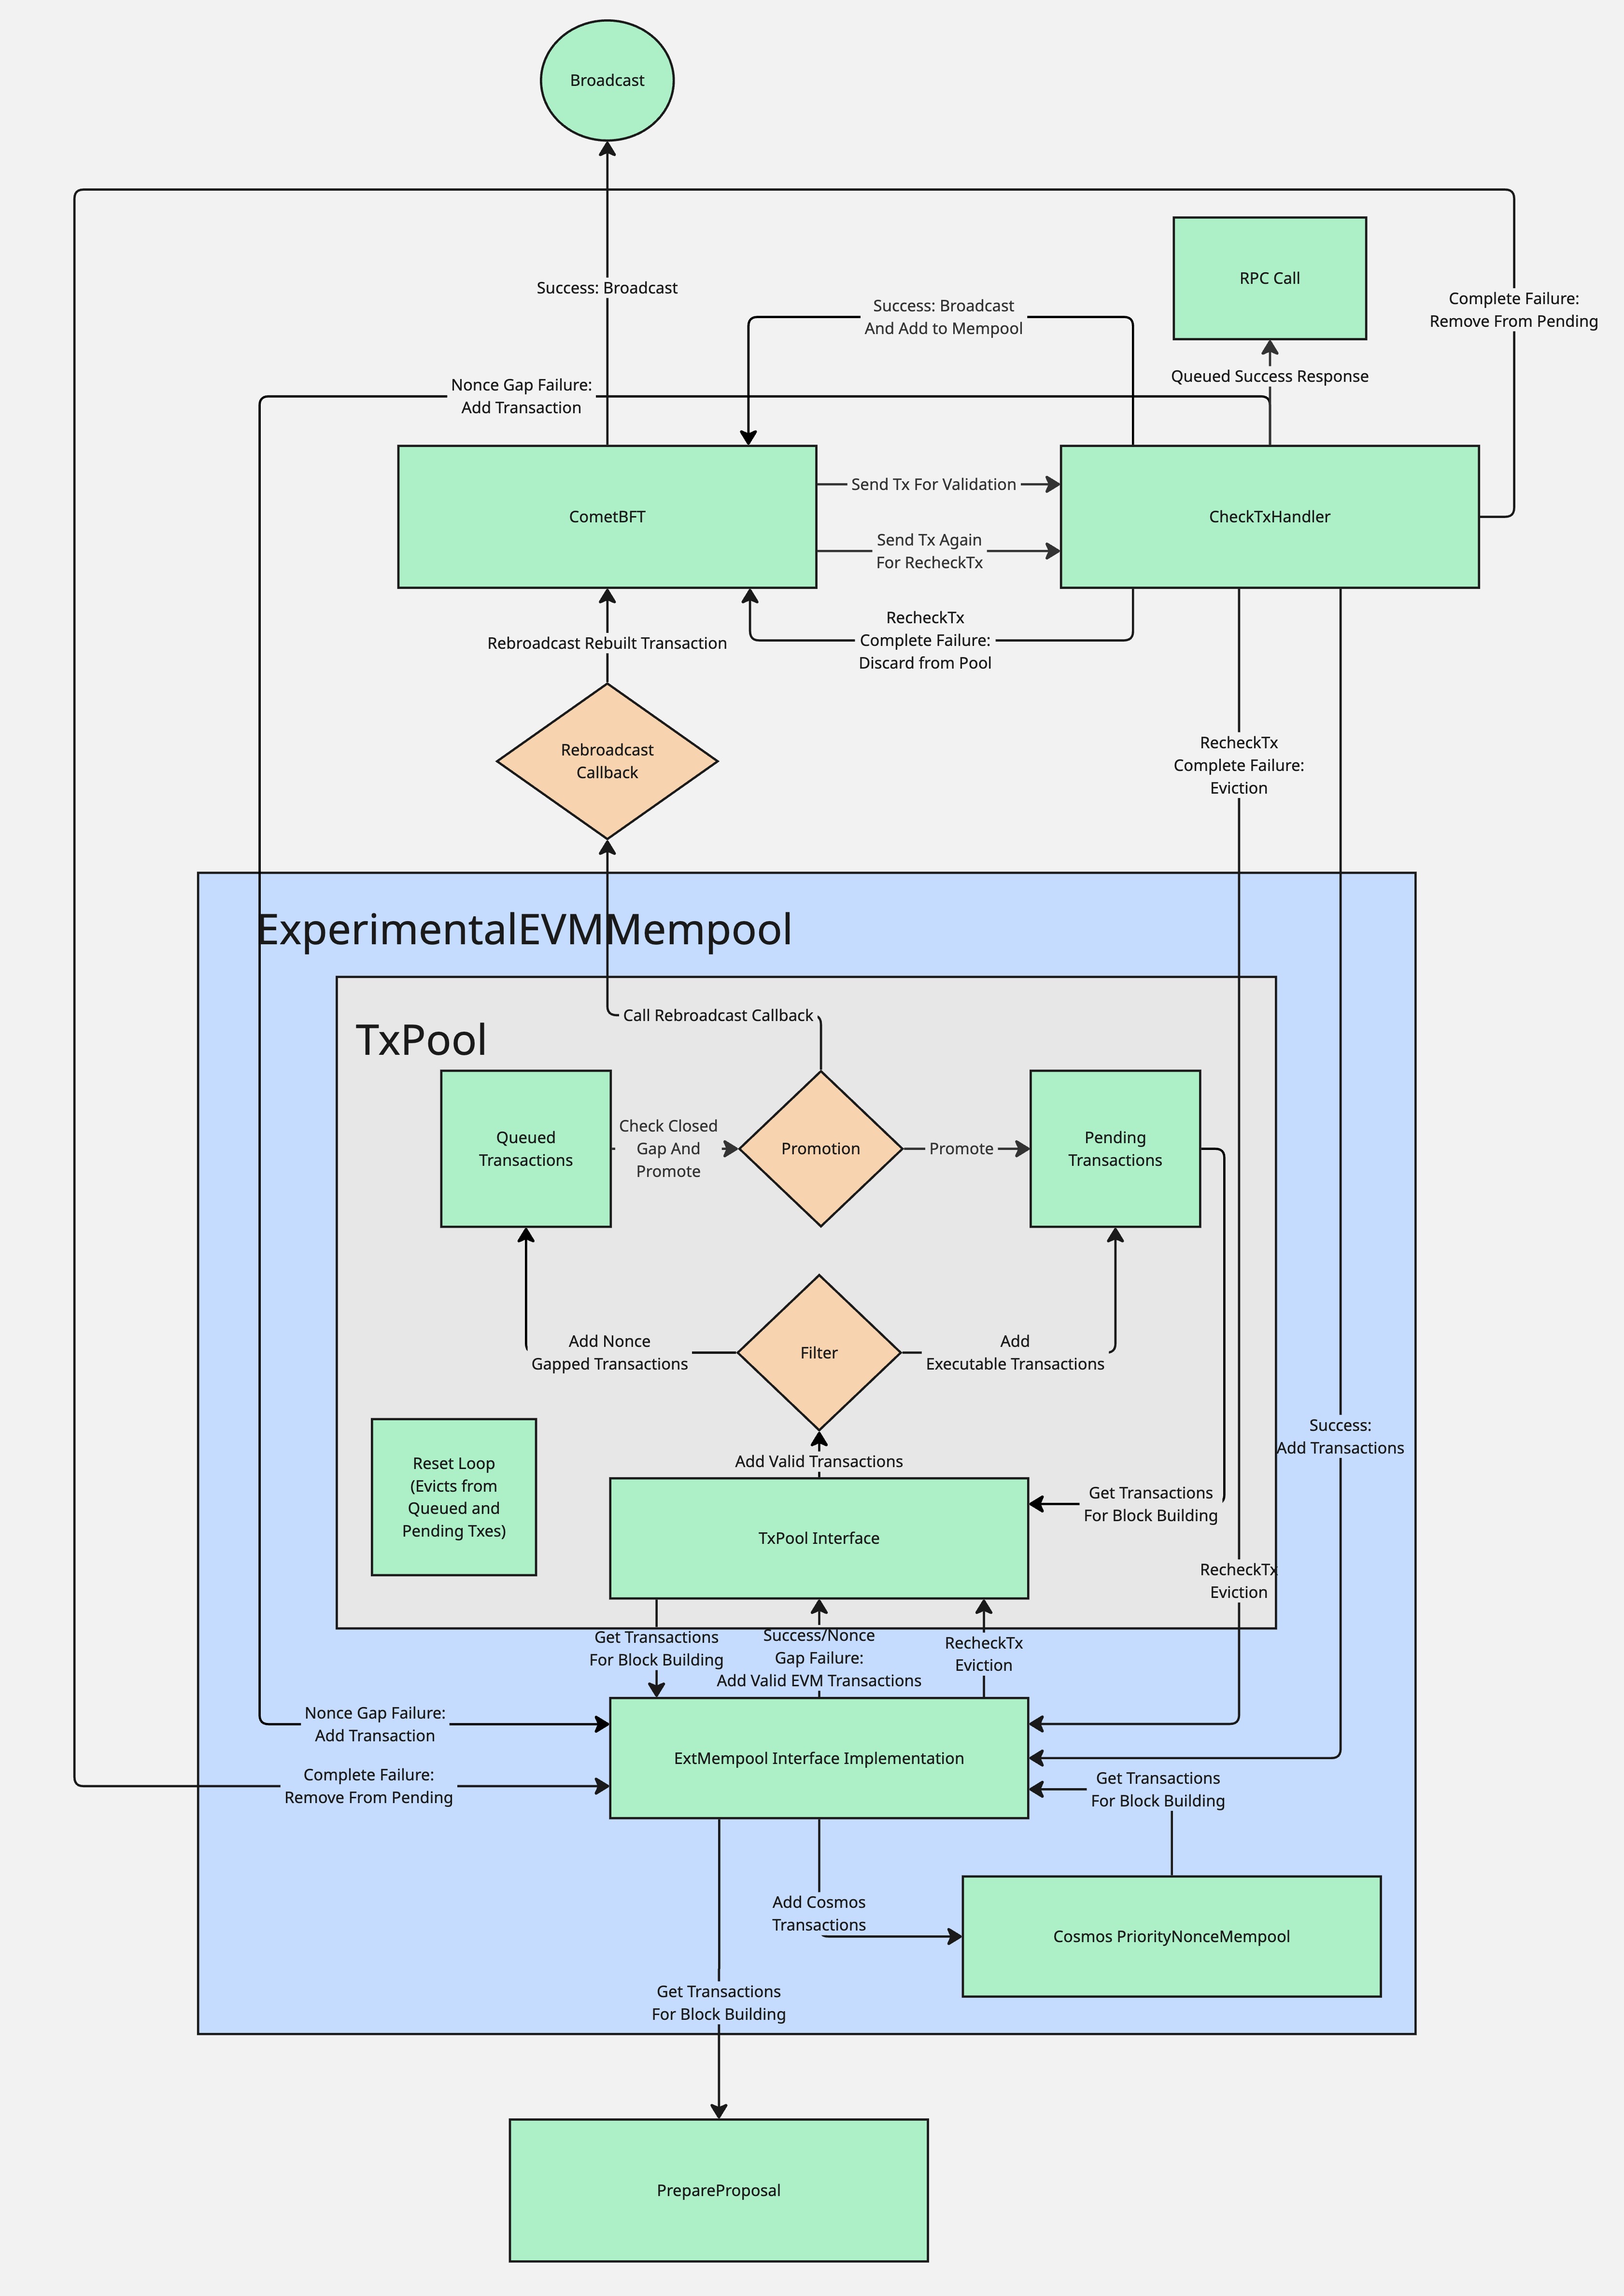 Broadcast
Success: Broadcast
RPC Call
Complete Failure:
Remove From Pending
Success: Broadcast
And Add to Mempool
Queued Success Response
Nonce Gap Failure:
Add Transaction
CometBFT
Send Tx For Validation
Send Tx Again
For RecheckTx
CheckTxHandler
Rebroadcast Rebuilt Transaction
RecheckTx
Complete Failure:
Discard from Pool
Rebroadcast
Callback
RecheckTx
Complete Failure:
Eviction
ExperimentalEVMMempool
Call Rebroadcast Callback
TxPool
Queued
Transactions
Check Closed
Gap And
Promote
Promotion
Promote
Pending
Transactions
Add Nonce
Gapped Transactions
Filter
Add
Executable Transactions
Success:
Add Transactions
Add Valid Transactions
Reset Loop
(Evicts from
Queued and
Pending Txes)
TxPool Interface
Get Transactions
For Block Building
RecheckTx
Eviction
Get Transactions
For Block Building
Success/Nonce
Gap Failure:
Add Valid EVM Transactions
RecheckTx
Eviction
Nonce Gap Failure:
Add Transaction
ExtMempool Interface Implementation
Complete Failure:
Remove From Pending
Get Transactions
For Block Building
Add Cosmos
Transactions
Cosmos PriorityNonceMempool
Get Transactions
For Block Building
PrepareProposal